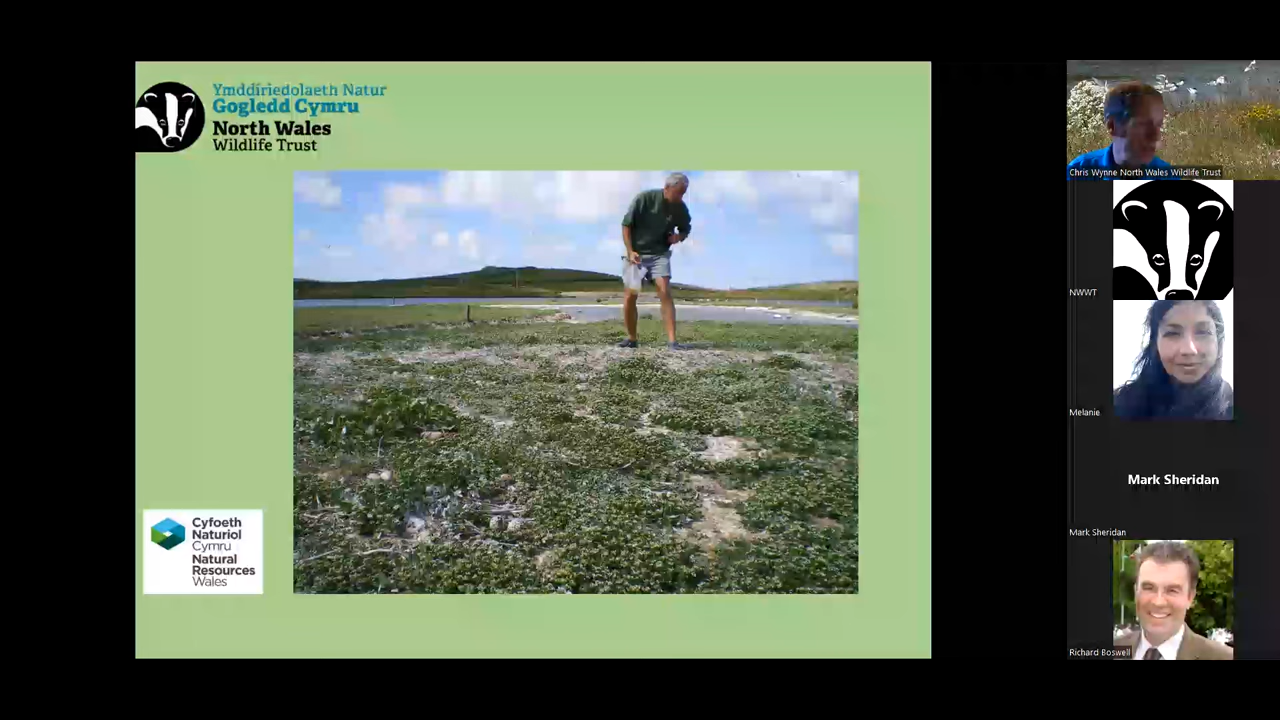 Ymddiriedolaeth Natur
Gogledd Cymru
North Wales
Wildlife Trust
Cyfoeth
Naturiol
Cymru
Natural
Resources
Wales
Chris Wynne North Wales Wildlife Trust
NWWT
Melanie
Mark Sheridan
Mark Sheridan
Richard Boswell